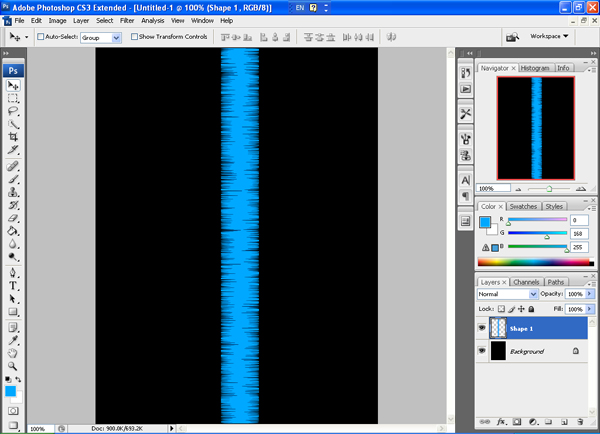 Adobe Photoshop CS3 Extended - [Untitled-1 @ 100% (Shape 1, RGB/8)]
EN ?
File Edit Image Layer Select Filter Analysis View Window Help
Auto-Select: Group Show Transform Controls Workspace
Ps
Navigator × Histogram Info
100%
Color × Swatches Styles
R 0
G 168
B 255
Layers × Channels Paths
Normal Opacity: 100%
Lock: Fill: 100%
Shape 1
Background
100% Doc: 900.0K/693.2K